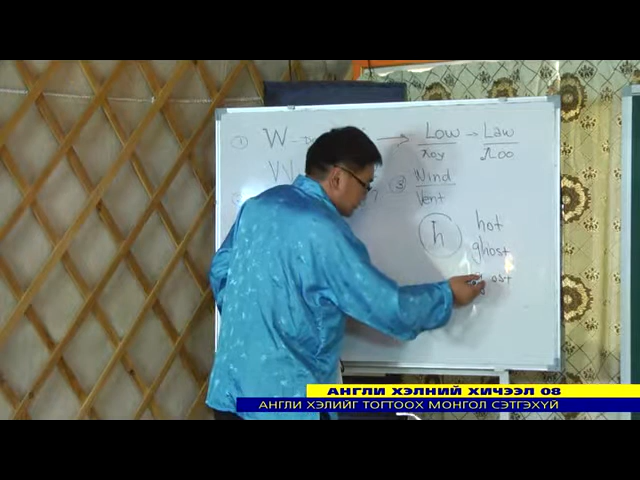 ① W
Low → Law
лоу
лоо
③ Wind
Vent
h
hot
ghost
ost
АНГЛИ ХЭЛНИЙ ХИЧЭЭЛ 08
АНГЛИ ХЭЛИЙГ ТОГТООХ МОНГОЛ СЭТГЭХҮЙ